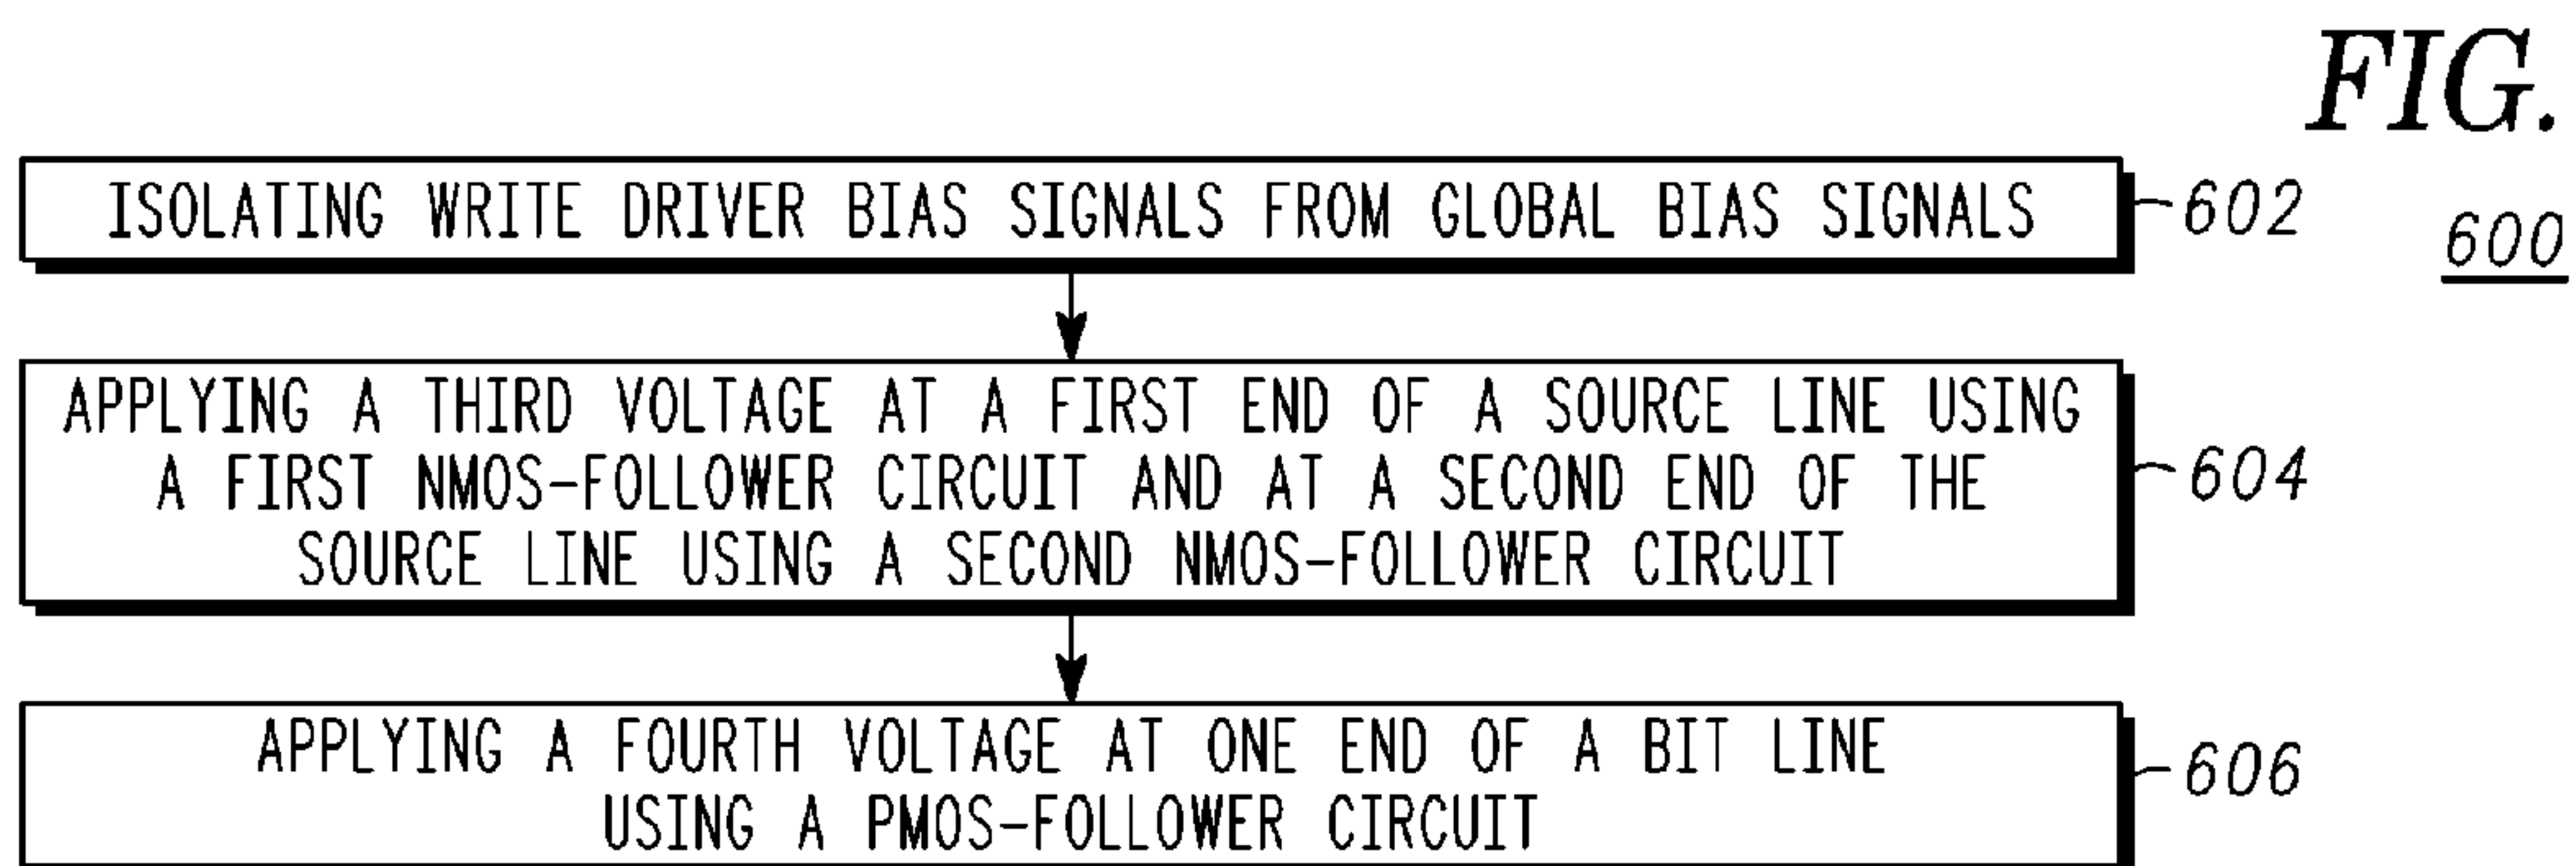 FIG.
ISOLATING WRITE DRIVER BIAS SIGNALS FROM GLOBAL BIAS SIGNALS
602
600
APPLYING A THIRD VOLTAGE AT A FIRST END OF A SOURCE LINE USING
A FIRST NMOS-FOLLOWER CIRCUIT AND AT A SECOND END OF THE
SOURCE LINE USING A SECOND NMOS-FOLLOWER CIRCUIT
604
APPLYING A FOURTH VOLTAGE AT ONE END OF A BIT LINE
USING A PMOS-FOLLOWER CIRCUIT
606